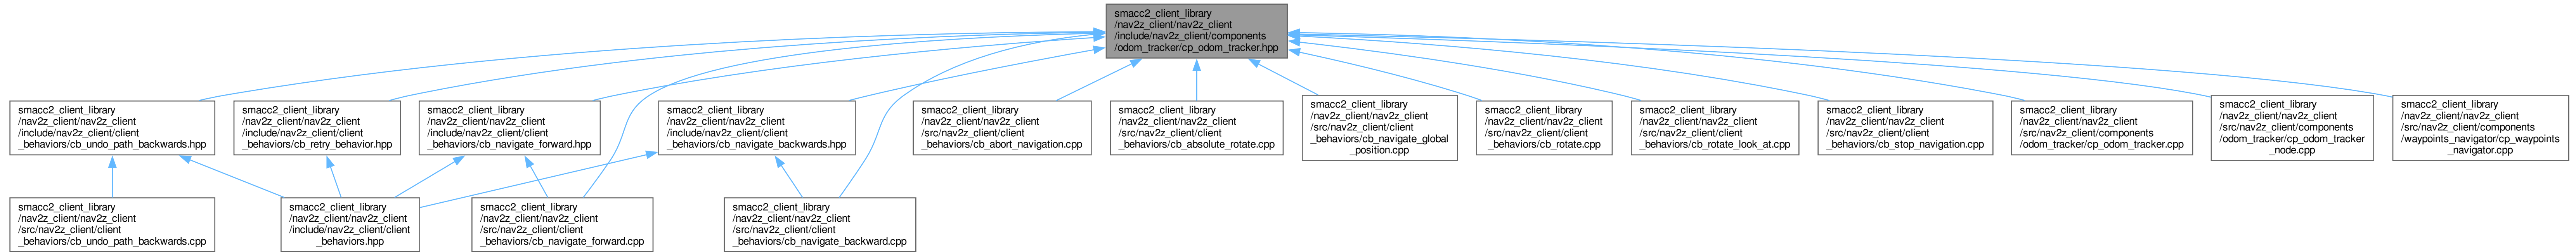 smacc2_client_library
/nav2z_client/nav2z_client
/include/nav2z_client/components
/odom_tracker/cp_odom_tracker.hpp
smacc2_client_library
/nav2z_client/nav2z_client
/include/nav2z_client/client
_behaviors/cb_undo_path_backwards.hpp
smacc2_client_library
/nav2z_client/nav2z_client
/include/nav2z_client/client
_behaviors/cb_retry_behavior.hpp
smacc2_client_library
/nav2z_client/nav2z_client
/include/nav2z_client/client
_behaviors/cb_navigate_forward.hpp
smacc2_client_library
/nav2z_client/nav2z_client
/include/nav2z_client/client
_behaviors/cb_navigate_backwards.hpp
smacc2_client_library
/nav2z_client/nav2z_client
/src/nav2z_client/client
_behaviors/cb_abort_navigation.cpp
smacc2_client_library
/nav2z_client/nav2z_client
/src/nav2z_client/client
_behaviors/cb_absolute_rotate.cpp
smacc2_client_library
/nav2z_client/nav2z_client
/src/nav2z_client/client
_behaviors/cb_navigate_global
_position.cpp
smacc2_client_library
/nav2z_client/nav2z_client
/src/nav2z_client/client
_behaviors/cb_rotate.cpp
smacc2_client_library
/nav2z_client/nav2z_client
/src/nav2z_client/client
_behaviors/cb_rotate_look_at.cpp
smacc2_client_library
/nav2z_client/nav2z_client
/src/nav2z_client/client
_behaviors/cb_stop_navigation.cpp
smacc2_client_library
/nav2z_client/nav2z_client
/src/nav2z_client/components
/odom_tracker/cp_odom_tracker.cpp
smacc2_client_library
/nav2z_client/nav2z_client
/src/nav2z_client/components
/odom_tracker/cp_odom_tracker
_node.cpp
smacc2_client_library
/nav2z_client/nav2z_client
/src/nav2z_client/components
/waypoints_navigator/cp_waypoints
_navigator.cpp
smacc2_client_library
/nav2z_client/nav2z_client
/src/nav2z_client/client
_behaviors/cb_undo_path_backwards.cpp
smacc2_client_library
/nav2z_client/nav2z_client
/include/nav2z_client/client
_behaviors.hpp
smacc2_client_library
/nav2z_client/nav2z_client
/src/nav2z_client/client
_behaviors/cb_navigate_forward.cpp
smacc2_client_library
/nav2z_client/nav2z_client
/src/nav2z_client/client
_behaviors/cb_navigate_backward.cpp